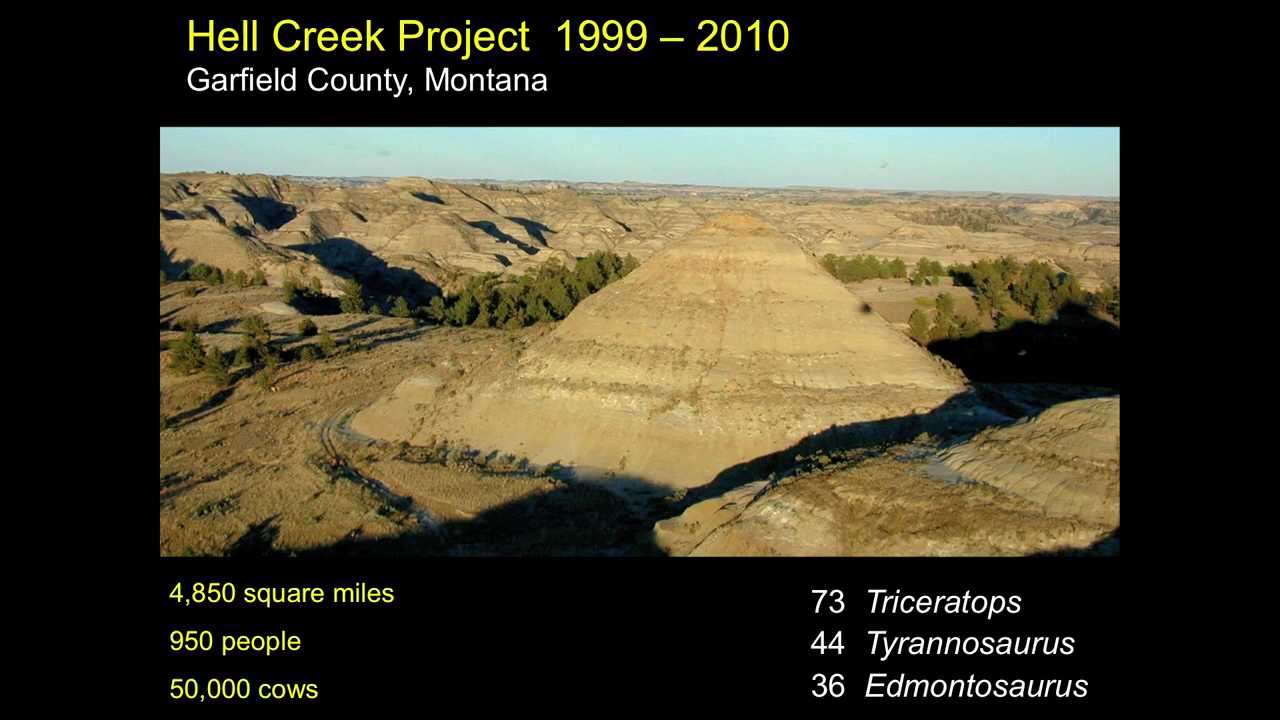 Hell Creek Project 1999 – 2010
Garfield County, Montana
4,850 square miles
950 people
50,000 cows
73 Triceratops
44 Tyrannosaurus
36 Edmontosaurus